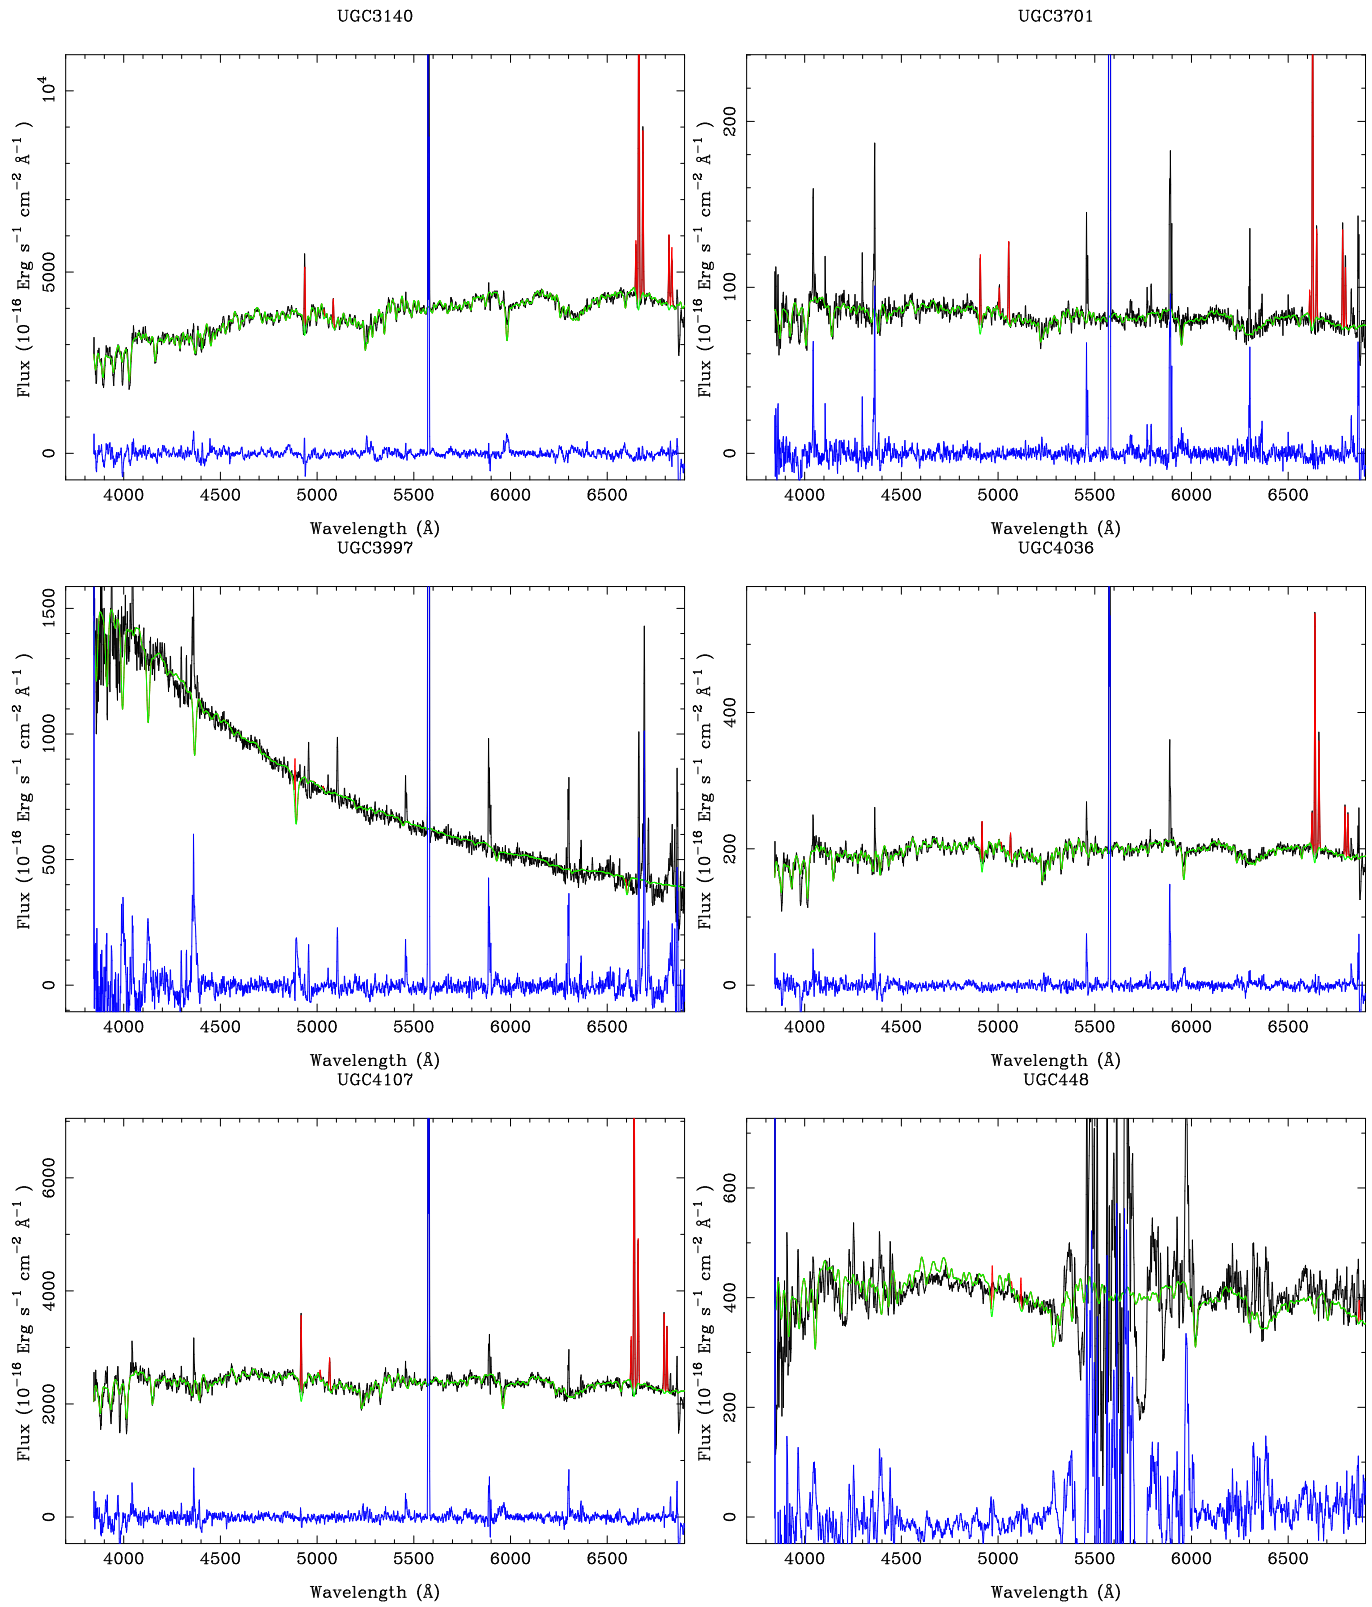 UGC3140
UGC3701
10⁴
5000
0
Flux (10⁻¹⁶ Erg s⁻¹ cm⁻² Å⁻¹ )
4000 4500 5000 5500 6000 6500
Wavelength (Å)
200
100
0
Flux (10⁻¹⁶ Erg s⁻¹ cm⁻² Å⁻¹ )
4000 4500 5000 5500 6000 6500
Wavelength (Å)
UGC3997
UGC4036
1500
1000
500
0
Flux (10⁻¹⁶ Erg s⁻¹ cm⁻² Å⁻¹ )
4000 4500 5000 5500 6000 6500
Wavelength (Å)
400
200
0
Flux (10⁻¹⁶ Erg s⁻¹ cm⁻² Å⁻¹ )
4000 4500 5000 5500 6000 6500
Wavelength (Å)
UGC4107
UGC448
6000
4000
2000
0
Flux (10⁻¹⁶ Erg s⁻¹ cm⁻² Å⁻¹ )
4000 4500 5000 5500 6000 6500
Wavelength (Å)
600
400
200
0
Flux (10⁻¹⁶ Erg s⁻¹ cm⁻² Å⁻¹ )
4000 4500 5000 5500 6000 6500
Wavelength (Å)